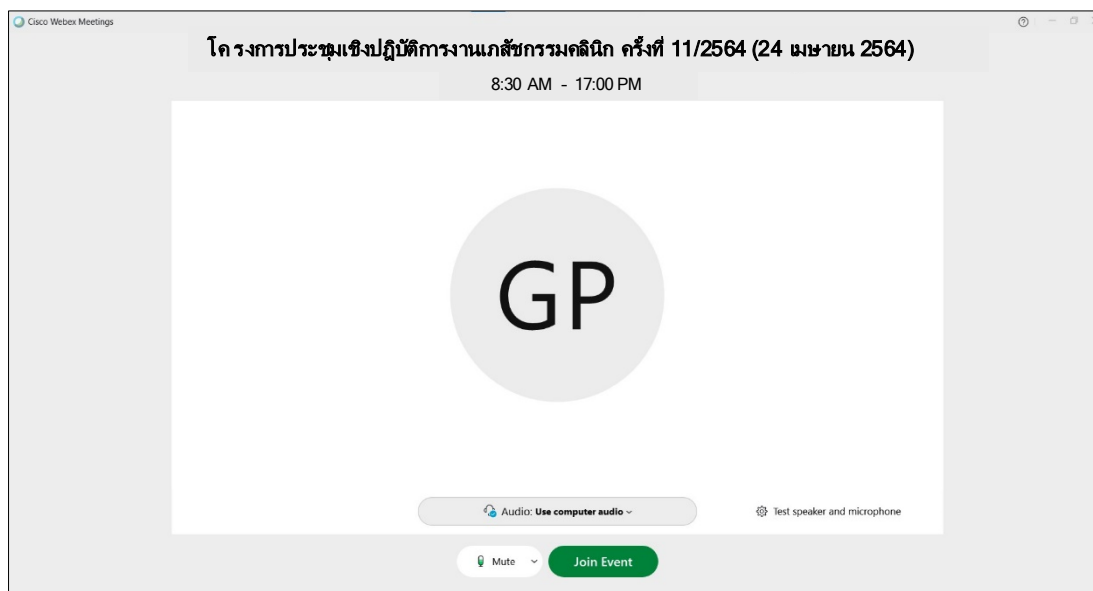 Cisco Webex Meetings
โครงการประชุมเชิงปฏิบัติการงานเภสัชกรรมคลินิก ครั้งที่ 11/2564 (24 เมษายน 2564)
8:30 AM - 17:00 PM
GP
Audio: Use computer audio
Test speaker and microphone
Mute
Join Event